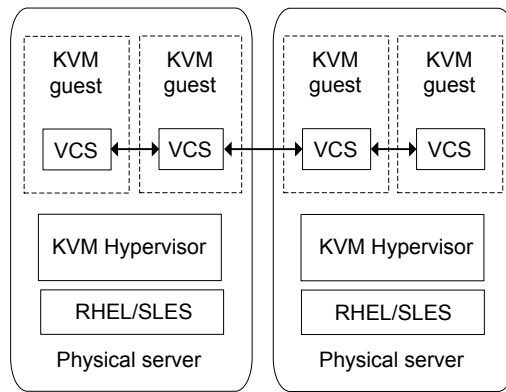 KVM
guest
KVM
guest
VCS
VCS
KVM Hypervisor
RHEL/SLES
Physical server
KVM
guest
KVM
guest
VCS
VCS
KVM Hypervisor
RHEL/SLES
Physical server